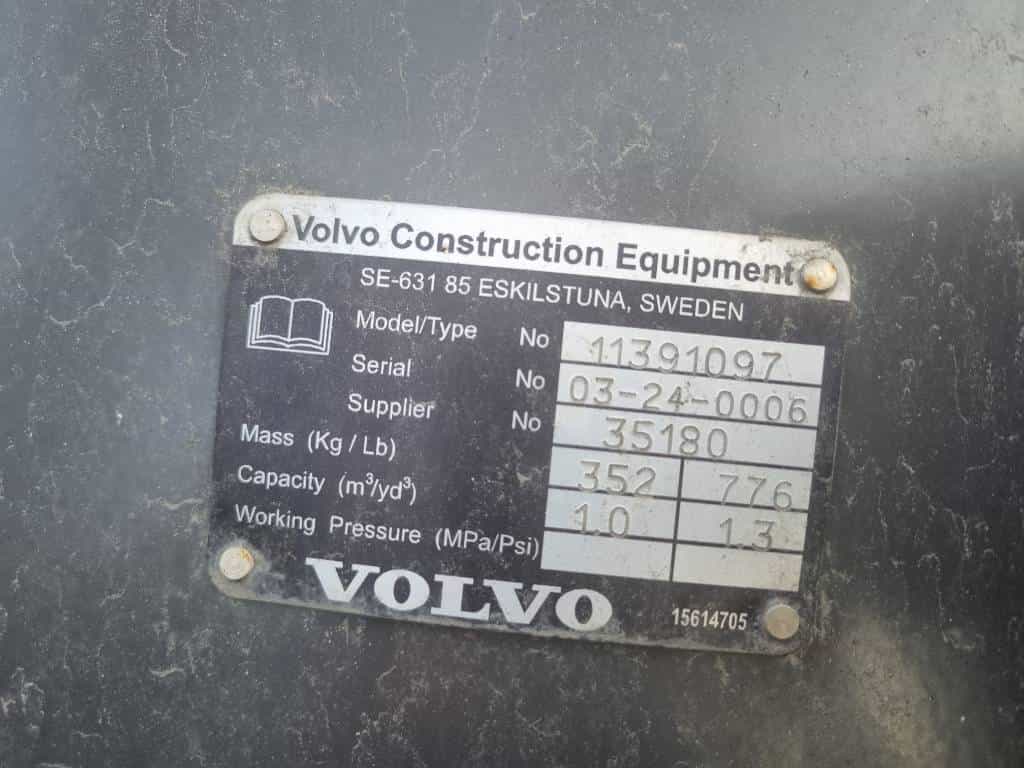 Volvo Construction Equipment
SE-631 85 ESKILSTUNA, SWEDEN
Model/Type No 11391097
Serial No 03-24-0006
Supplier No 35180
Mass (Kg / Lb) 352 776
Capacity (m³/yd³) 1.0 1.3
Working Pressure (MPa/Psi)
VOLVO
15614705